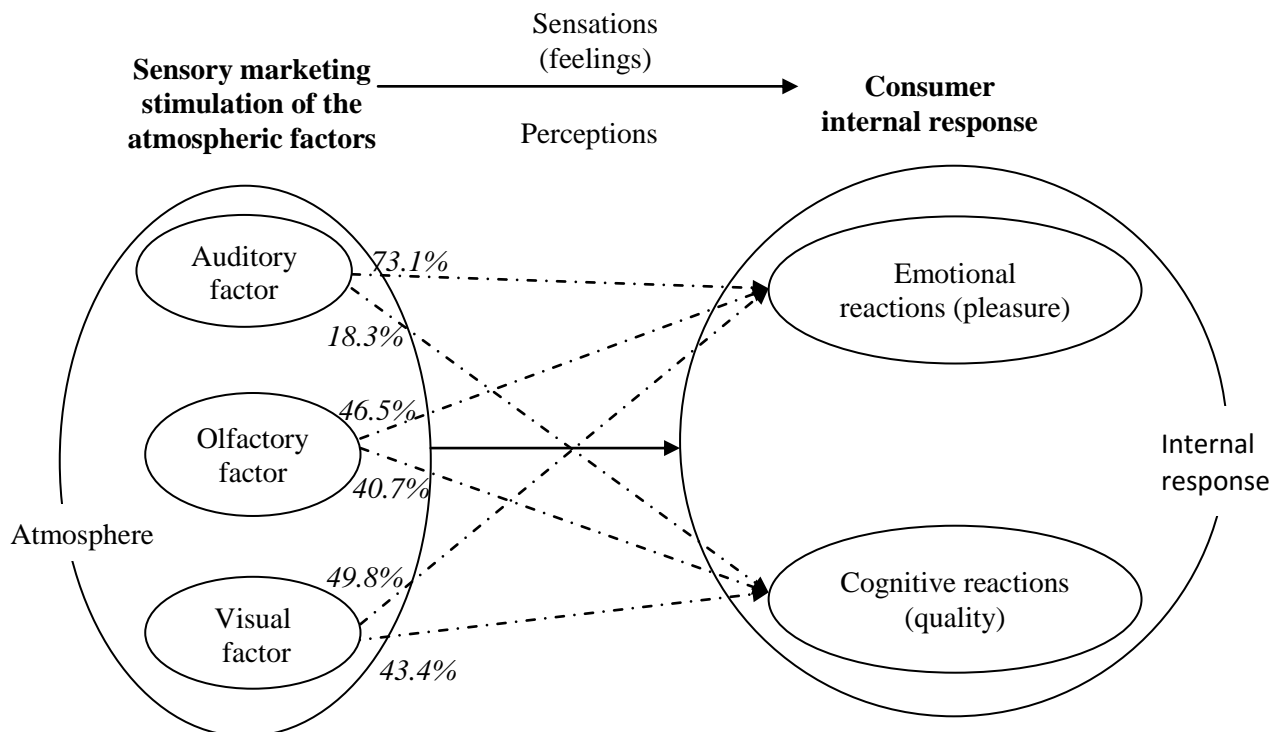 Sensations
(feelings)
Sensory marketing
stimulation of the
atmospheric factors
Consumer
internal response
Perceptions
Auditory
factor
73.1%
18.3%
Emotional
reactions (pleasure)
Olfactory
factor
46.5%
40.7%
Internal
response
Atmosphere
Visual
factor
49.8%
43.4%
Cognitive reactions
(quality)